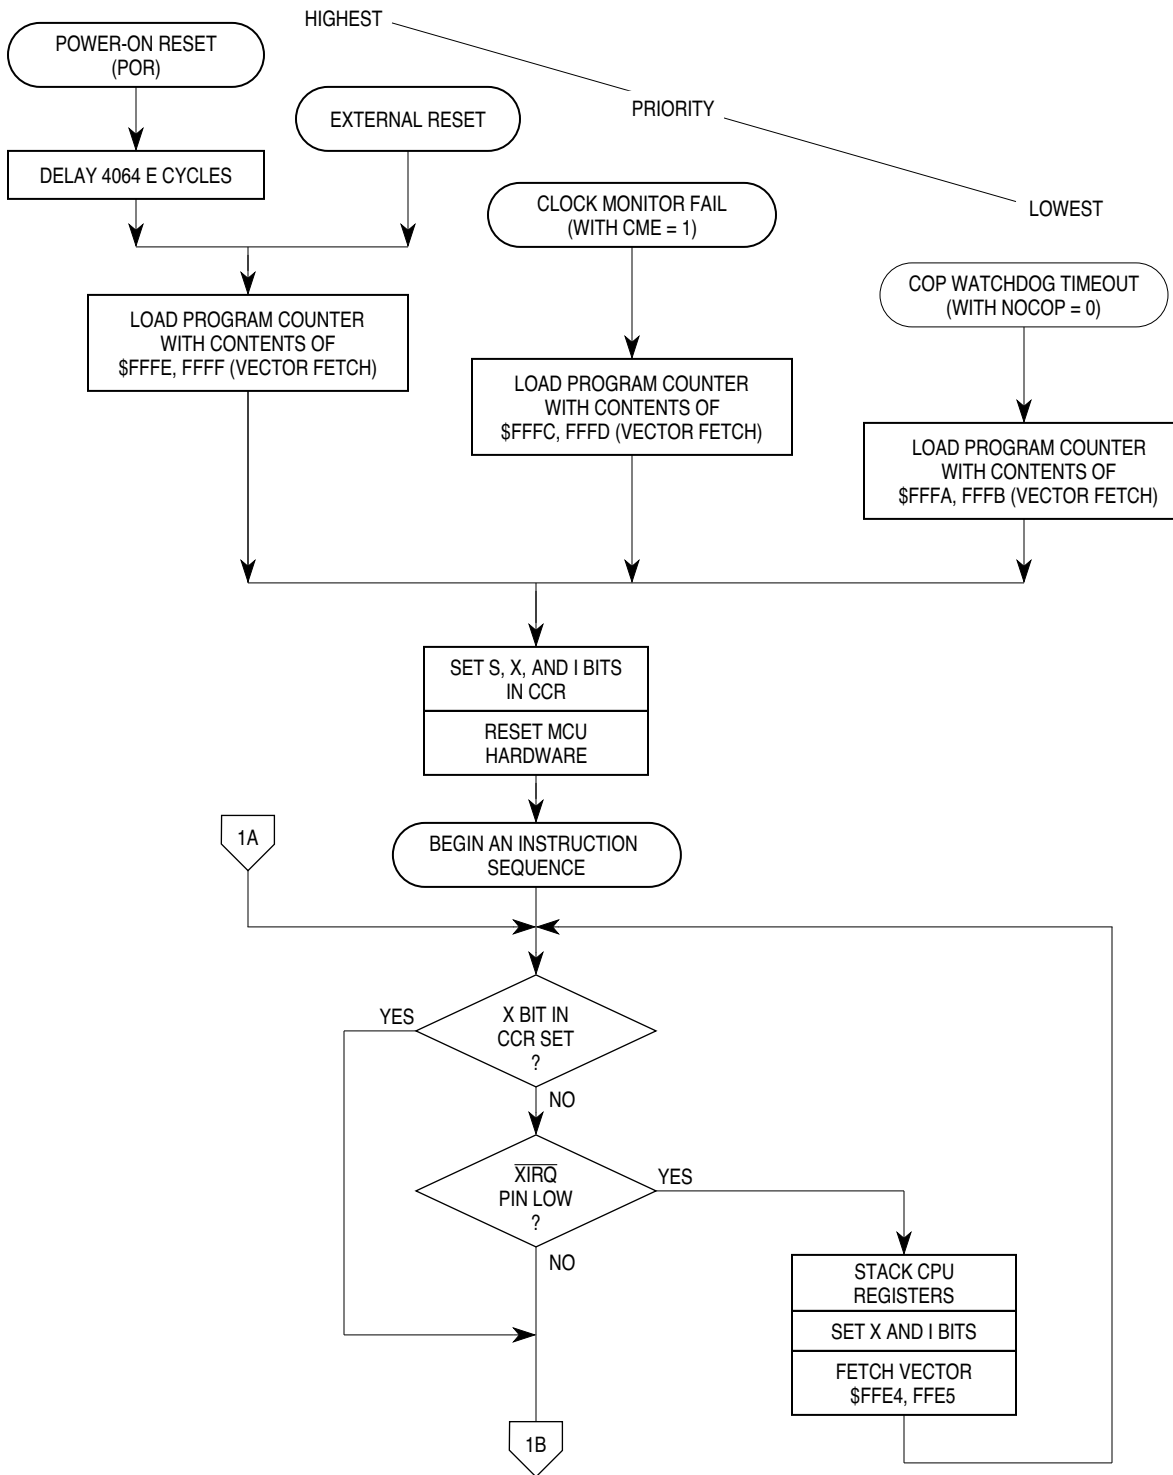 HIGHEST
POWER-ON RESET
(POR)
PRIORITY
EXTERNAL RESET
DELAY 4064 E CYCLES
CLOCK MONITOR FAIL
(WITH CME = 1)
LOWEST
COP WATCHDOG TIMEOUT
(WITH NOCOP = 0)
LOAD PROGRAM COUNTER
WITH CONTENTS OF
$FFFE, FFFF (VECTOR FETCH)
LOAD PROGRAM COUNTER
WITH CONTENTS OF
$FFFC, FFFD (VECTOR FETCH)
LOAD PROGRAM COUNTER
WITH CONTENTS OF
$FFFA, FFFB (VECTOR FETCH)
SET S, X, AND I BITS
IN CCR
RESET MCU
HARDWARE
1A
BEGIN AN INSTRUCTION
SEQUENCE
YES
X BIT IN
CCR SET
?
NO
XIRQ
PIN LOW
?
YES
NO
STACK CPU
REGISTERS
SET X AND I BITS
FETCH VECTOR
$FFE4, FFE5
1B